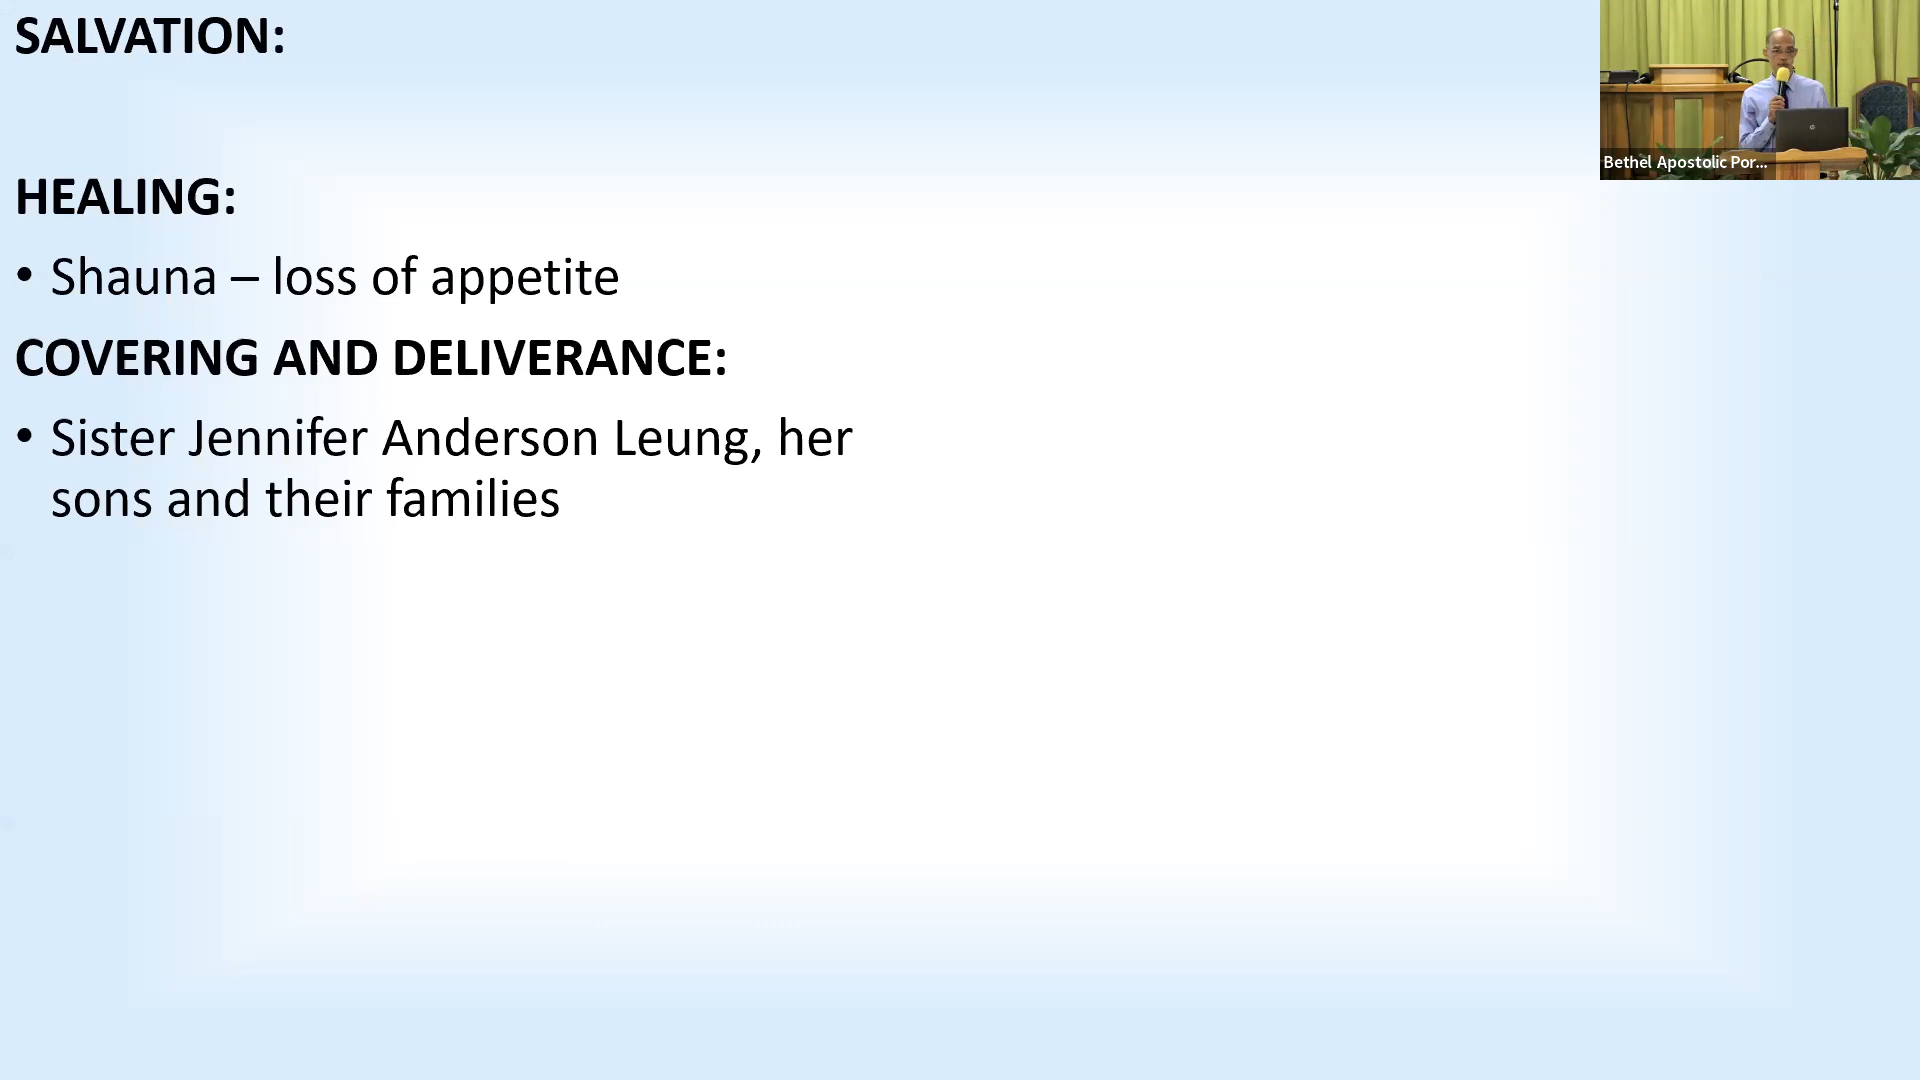 SALVATION:
HEALING:
• Shauna – loss of appetite
COVERING AND DELIVERANCE:
• Sister Jennifer Anderson Leung, her
sons and their families
Bethel Apostolic Por...